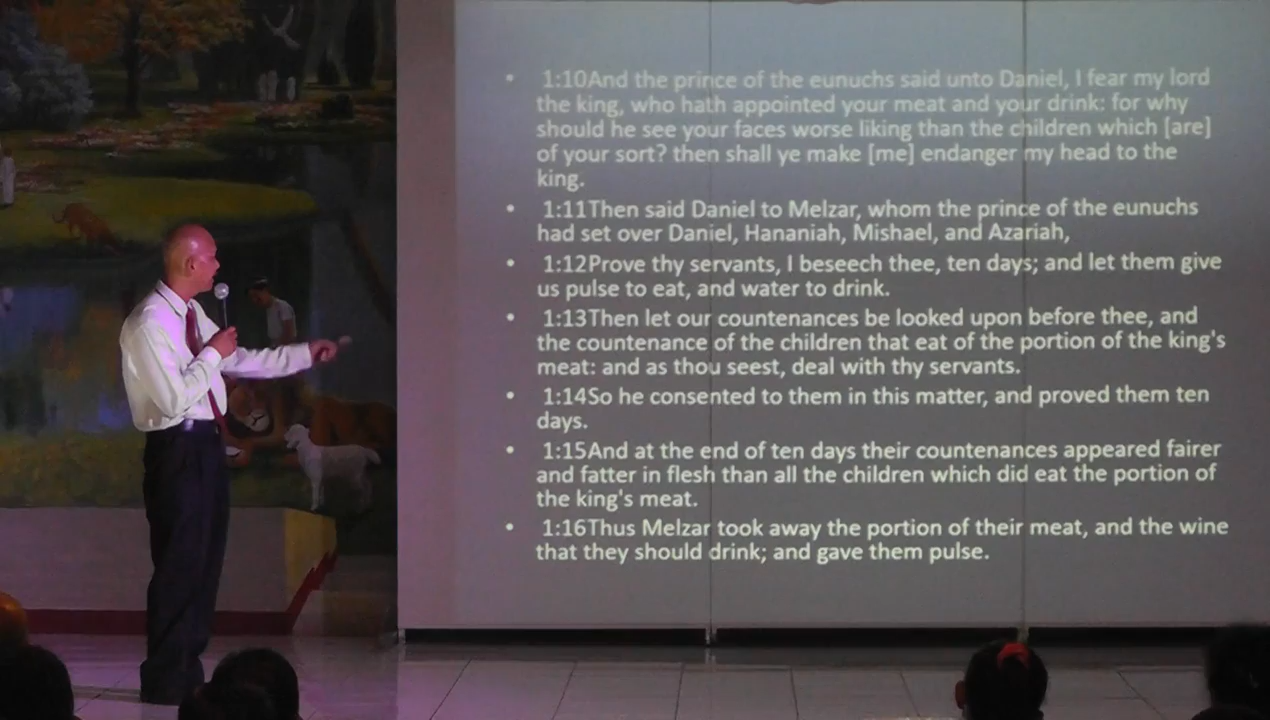 • 1:10And the prince of the eunuchs said unto Daniel, I fear my lord
the king, who hath appointed your meat and your drink: for why
should he see your faces worse liking than the children which [are]
of your sort? then shall ye make [me] endanger my head to the
king.
• 1:11Then said Daniel to Melzar, whom the prince of the eunuchs
had set over Daniel, Hananiah, Mishael, and Azariah,
• 1:12Prove thy servants, I beseech thee, ten days; and let them give
us pulse to eat, and water to drink.
• 1:13Then let our countenances be looked upon before thee, and
the countenance of the children that eat of the portion of the king's
meat: and as thou seest, deal with thy servants.
• 1:14So he consented to them in this matter, and proved them ten
days.
• 1:15And at the end of ten days their countenances appeared fairer
and fatter in flesh than all the children which did eat the portion of
the king's meat.
• 1:16Thus Melzar took away the portion of their meat, and the wine
that they should drink; and gave them pulse.